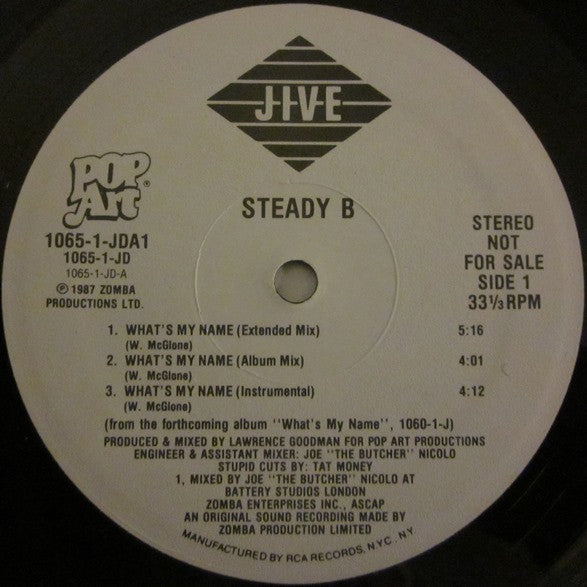 JIVE
POP
Art®
STEADY B
1065-1-JDA1
1065-1-JD
1065-1-JD-A
℗ 1987 ZOMBA
PRODUCTIONS LTD.
STEREO
NOT
FOR SALE
SIDE 1
33⅓ RPM
1. WHAT'S MY NAME (Extended Mix) 5:16
(W. McGlone)
2. WHAT'S MY NAME (Album Mix) 4:01
(W. McGlone)
3. WHAT'S MY NAME (Instrumental) 4:12
(W. McGlone)
(from the forthcoming album "What's My Name", 1060-1-J)
PRODUCED & MIXED BY LAWRENCE GOODMAN FOR POP ART PRODUCTIONS
ENGINEER & ASSISTANT MIXER: JOE "THE BUTCHER" NICOLO
STUPID CUTS BY: TAT MONEY
1, MIXED BY JOE "THE BUTCHER" NICOLO AT
BATTERY STUDIOS LONDON
ZOMBA ENTERPRISES INC., ASCAP
AN ORIGINAL SOUND RECORDING MADE BY
ZOMBA PRODUCTION LIMITED
MANUFACTURED BY RCA RECORDS, N.Y.C., N.Y.